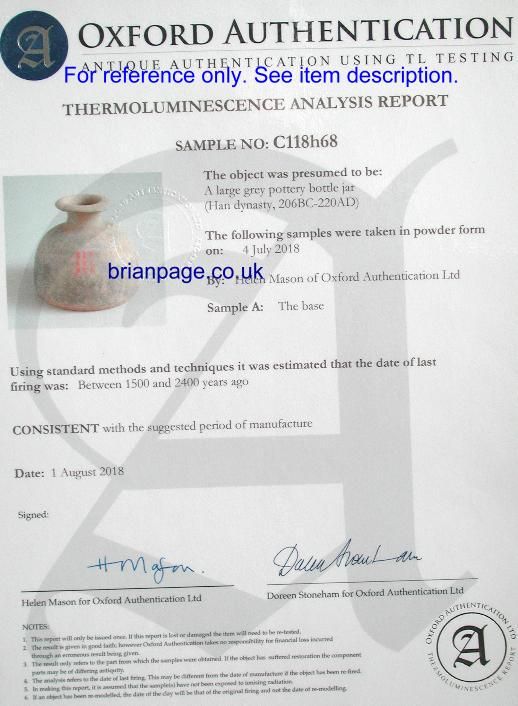 A
OXFORD AUTHENTICATION
ANTIQUE AUTHENTICATION USING TL TESTING
For reference only. See item description.
THERMOLUMINESCENCE ANALYSIS REPORT
SAMPLE NO: C118h68
The object was presumed to be:
A large grey pottery bottle jar
(Han dynasty, 206BC-220AD)
The following samples were taken in powder form
on: 4 July 2018
brianpage.co.uk
By: Helen Mason of Oxford Authentication Ltd
Sample A: The base
Using standard methods and techniques it was estimated that the date of last
firing was: Between 1500 and 2400 years ago
CONSISTENT with the suggested period of manufacture
Date: 1 August 2018
Signed:
H Mason.
Helen Mason for Oxford Authentication Ltd
Doreen Stoneham for Oxford Authentication Ltd
NOTES:
1. This report will only be issued once. If this report is lost or damaged the item will need to be re-tested.
2. The result is given in good faith; however Oxford Authentication takes no responsibility for financial loss incurred
through an erroneous result being given.
3. The result only refers to the part from which the samples were obtained. If the object has suffered restoration the component
parts may be of differing antiquity.
4. The analysis refers to the date of last firing. This may be different from the date of manufacture if the object has been re-fired.
5. In making this report, it is assumed that the sample(s) have not been exposed to ionising radiation.
6. If an object has been re-modelled, the date of the clay will be that of the original firing and not the date of re-modelling.
OXFORD AUTHENTICATION LTD
A
THERMOLUMINESCENCE REPORT